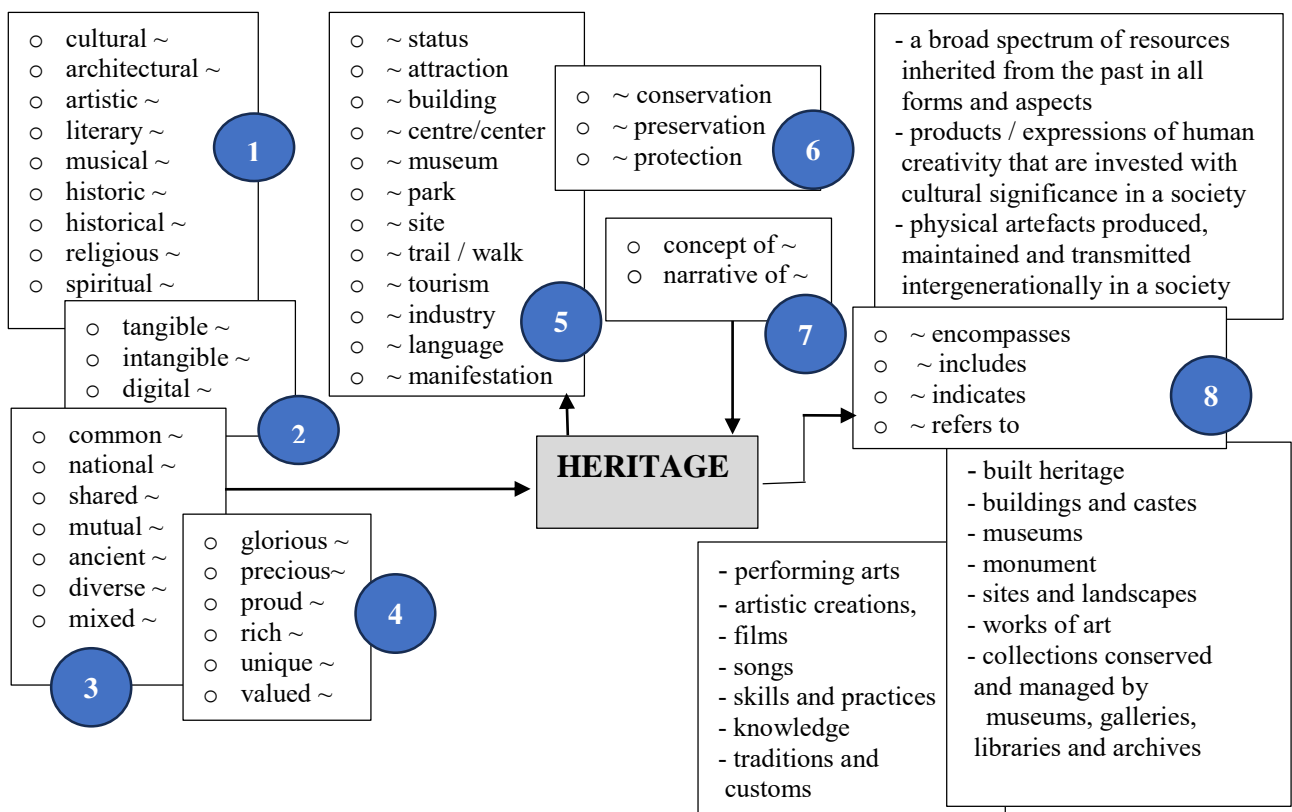 ○ cultural ~
○ architectural ~
○ artistic ~
○ literary ~
○ musical ~
○ historic ~
○ historical ~
○ religious ~
○ spiritual ~
1
○ tangible ~
○ intangible ~
○ digital ~
2
○ common ~
○ national ~
○ shared ~
○ mutual ~
○ ancient ~
○ diverse ~
○ mixed ~
3
○ glorious ~
○ precious~
○ proud ~
○ rich ~
○ unique ~
○ valued ~
4
○ ~ status
○ ~ attraction
○ ~ building
○ ~ centre/center
○ ~ museum
○ ~ park
○ ~ site
○ ~ trail / walk
○ ~ tourism
○ ~ industry
○ ~ language
○ ~ manifestation
5
○ ~ conservation
○ ~ preservation
○ ~ protection
6
○ concept of ~
○ narrative of ~
7
HERITAGE
- a broad spectrum of resources
inherited from the past in all
forms and aspects
- products / expressions of human
creativity that are invested with
cultural significance in a society
- physical artefacts produced,
maintained and transmitted
intergenerationally in a society
○ ~ encompasses
○ ~ includes
○ ~ indicates
○ ~ refers to
8
- performing arts
- artistic creations,
- films
- songs
- skills and practices
- knowledge
- traditions and
customs
- built heritage
- buildings and castes
- museums
- monument
- sites and landscapes
- works of art
- collections conserved
and managed by
museums, galleries,
libraries and archives